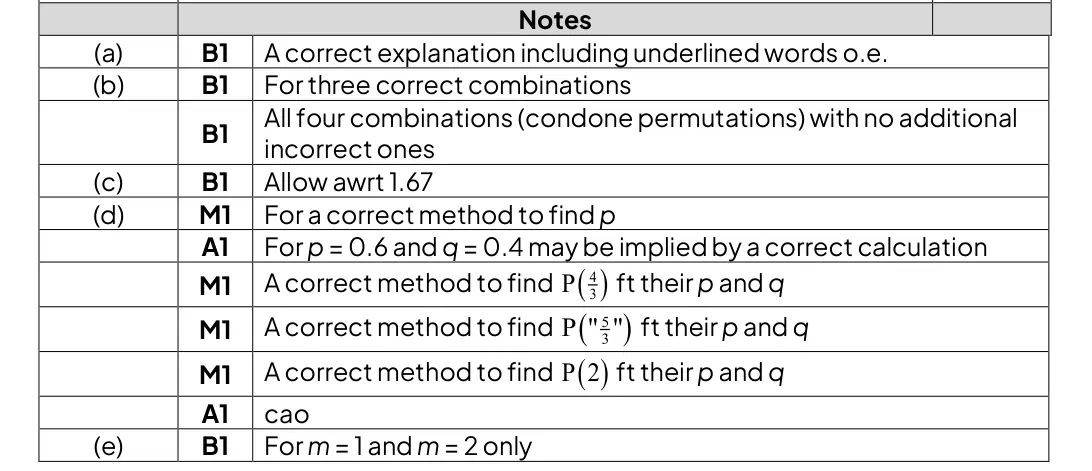 Notes
(a) B1 A correct explanation including underlined words o.e.
(b) B1 For three correct combinations
B1 All four combinations (condone permutations) with no additional
incorrect ones
(c) B1 Allow awrt 1.67
(d) M1 For a correct method to find p
A1 For p = 0.6 and q = 0.4 may be implied by a correct calculation
M1 A correct method to find P(4/3) ft their p and q
M1 A correct method to find P("5/3") ft their p and q
M1 A correct method to find P(2) ft their p and q
A1 cao
(e) B1 For m = 1 and m = 2 only